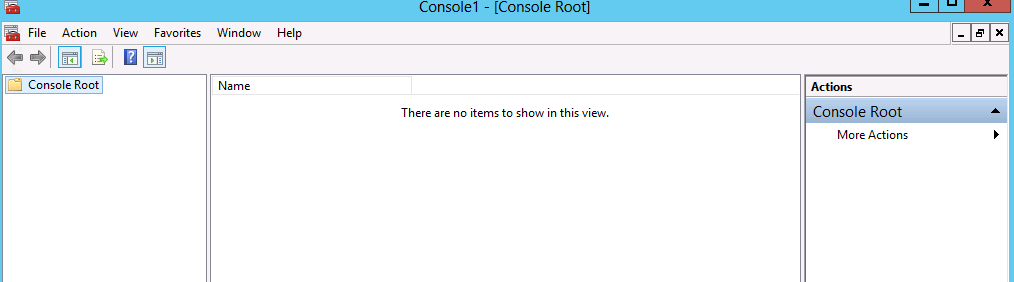 Console1 - [Console Root]
File Action View Favorites Window Help
Console Root
Name
There are no items to show in this view.
Actions
Console Root
More Actions